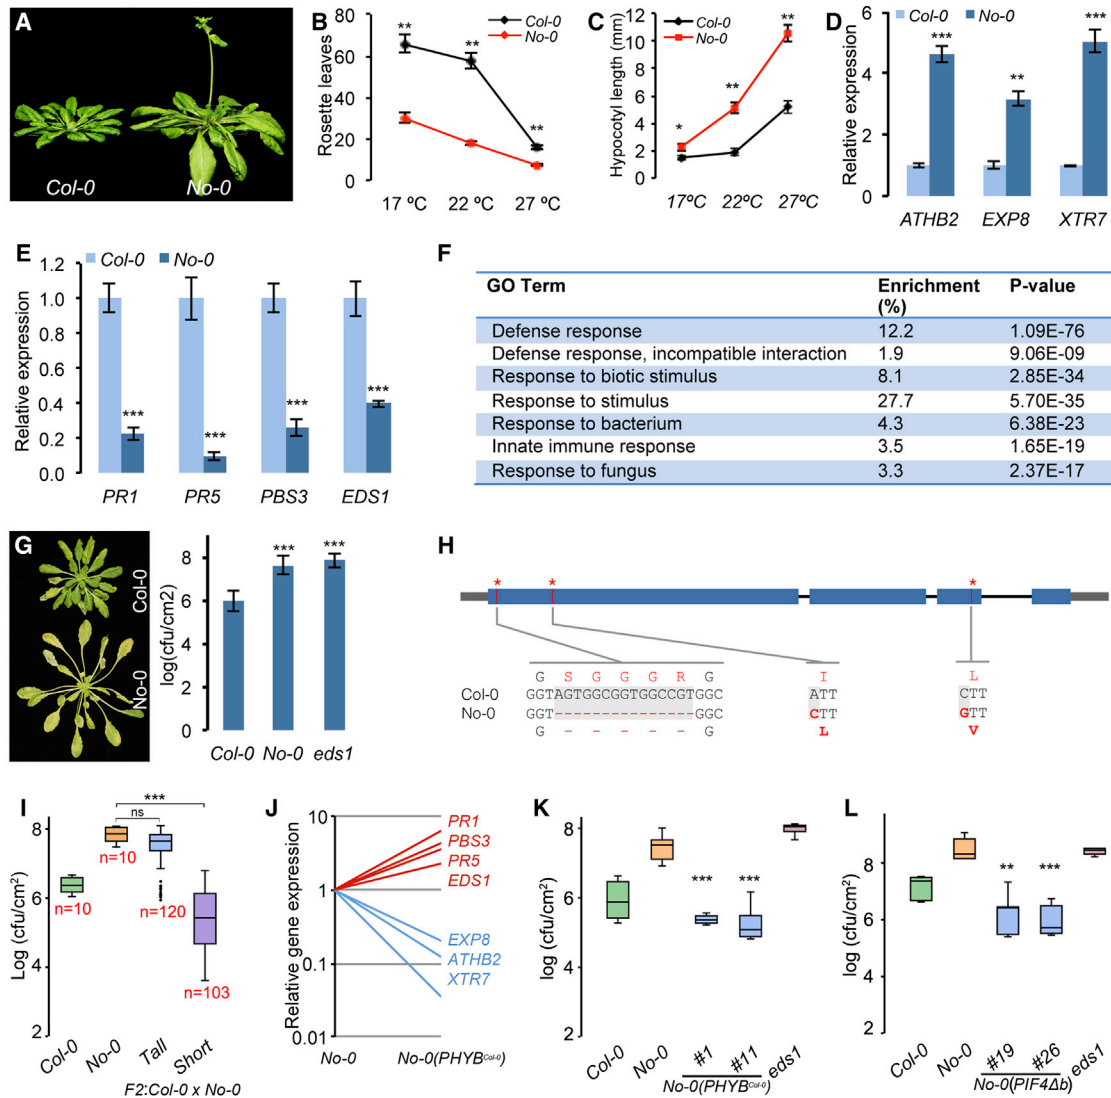 A
Col-0
No-0
B
Rosette leaves
80
60
40
20
0
Col-0
No-0
**
**
**
17 ºC
22 ºC
27 ºC
C
Hypocotyl length (mm)
12
10
8
6
4
2
0
Col-0
No-0
*
**
**
17ºC
22ºC
27ºC
D
Relative expression
6
4
2
0
Col-0
No-0
***
**
***
ATHB2
EXP8
XTR7
E
Col-0
No-0
Relative expression
1.2
1.0
0.8
0.6
0.4
0.2
0.0
***
***
***
***
PR1
PR5
PBS3
EDS1
F
GO Term Enrichment (%) P-value
Defense response 12.2 1.09E-76
Defense response, incompatible interaction 1.9 9.06E-09
Response to biotic stimulus 8.1 2.85E-34
Response to stimulus 27.7 5.70E-35
Response to bacterium 4.3 6.38E-23
Innate immune response 3.5 1.65E-19
Response to fungus 3.3 2.37E-17
G
Col-0
No-0
log(cfu/cm2)
8
6
4
2
0
***
***
Col-0
No-0
eds1
H
* * *
G S G G G R G I L
Col-0 GGTAGTGGCGGTGGCCGTGGC ATT CTT
No-0 GGT---------------GGC CTT GTT
G - - - - - G L V
I
Log (cfu/cm²)
8
6
4
2
***
ns
n=10
n=10
n=120
n=103
Col-0
No-0
Tall
Short
F2:Col-0 x No-0
J
Relative gene expression
10
1
0.1
0.01
PR1
PBS3
PR5
EDS1
EXP8
ATHB2
XTR7
No-0
No-0(PHYBCol-0)
K
log (cfu/cm²)
8
6
4
2
***
***
Col-0
No-0
#1
#11
eds1
No-0(PHYBCol-0)
L
log (cfu/cm²)
8
6
4
2
**
***
Col-0
No-0
#19
#26
eds1
No-0(PIF4Δb)